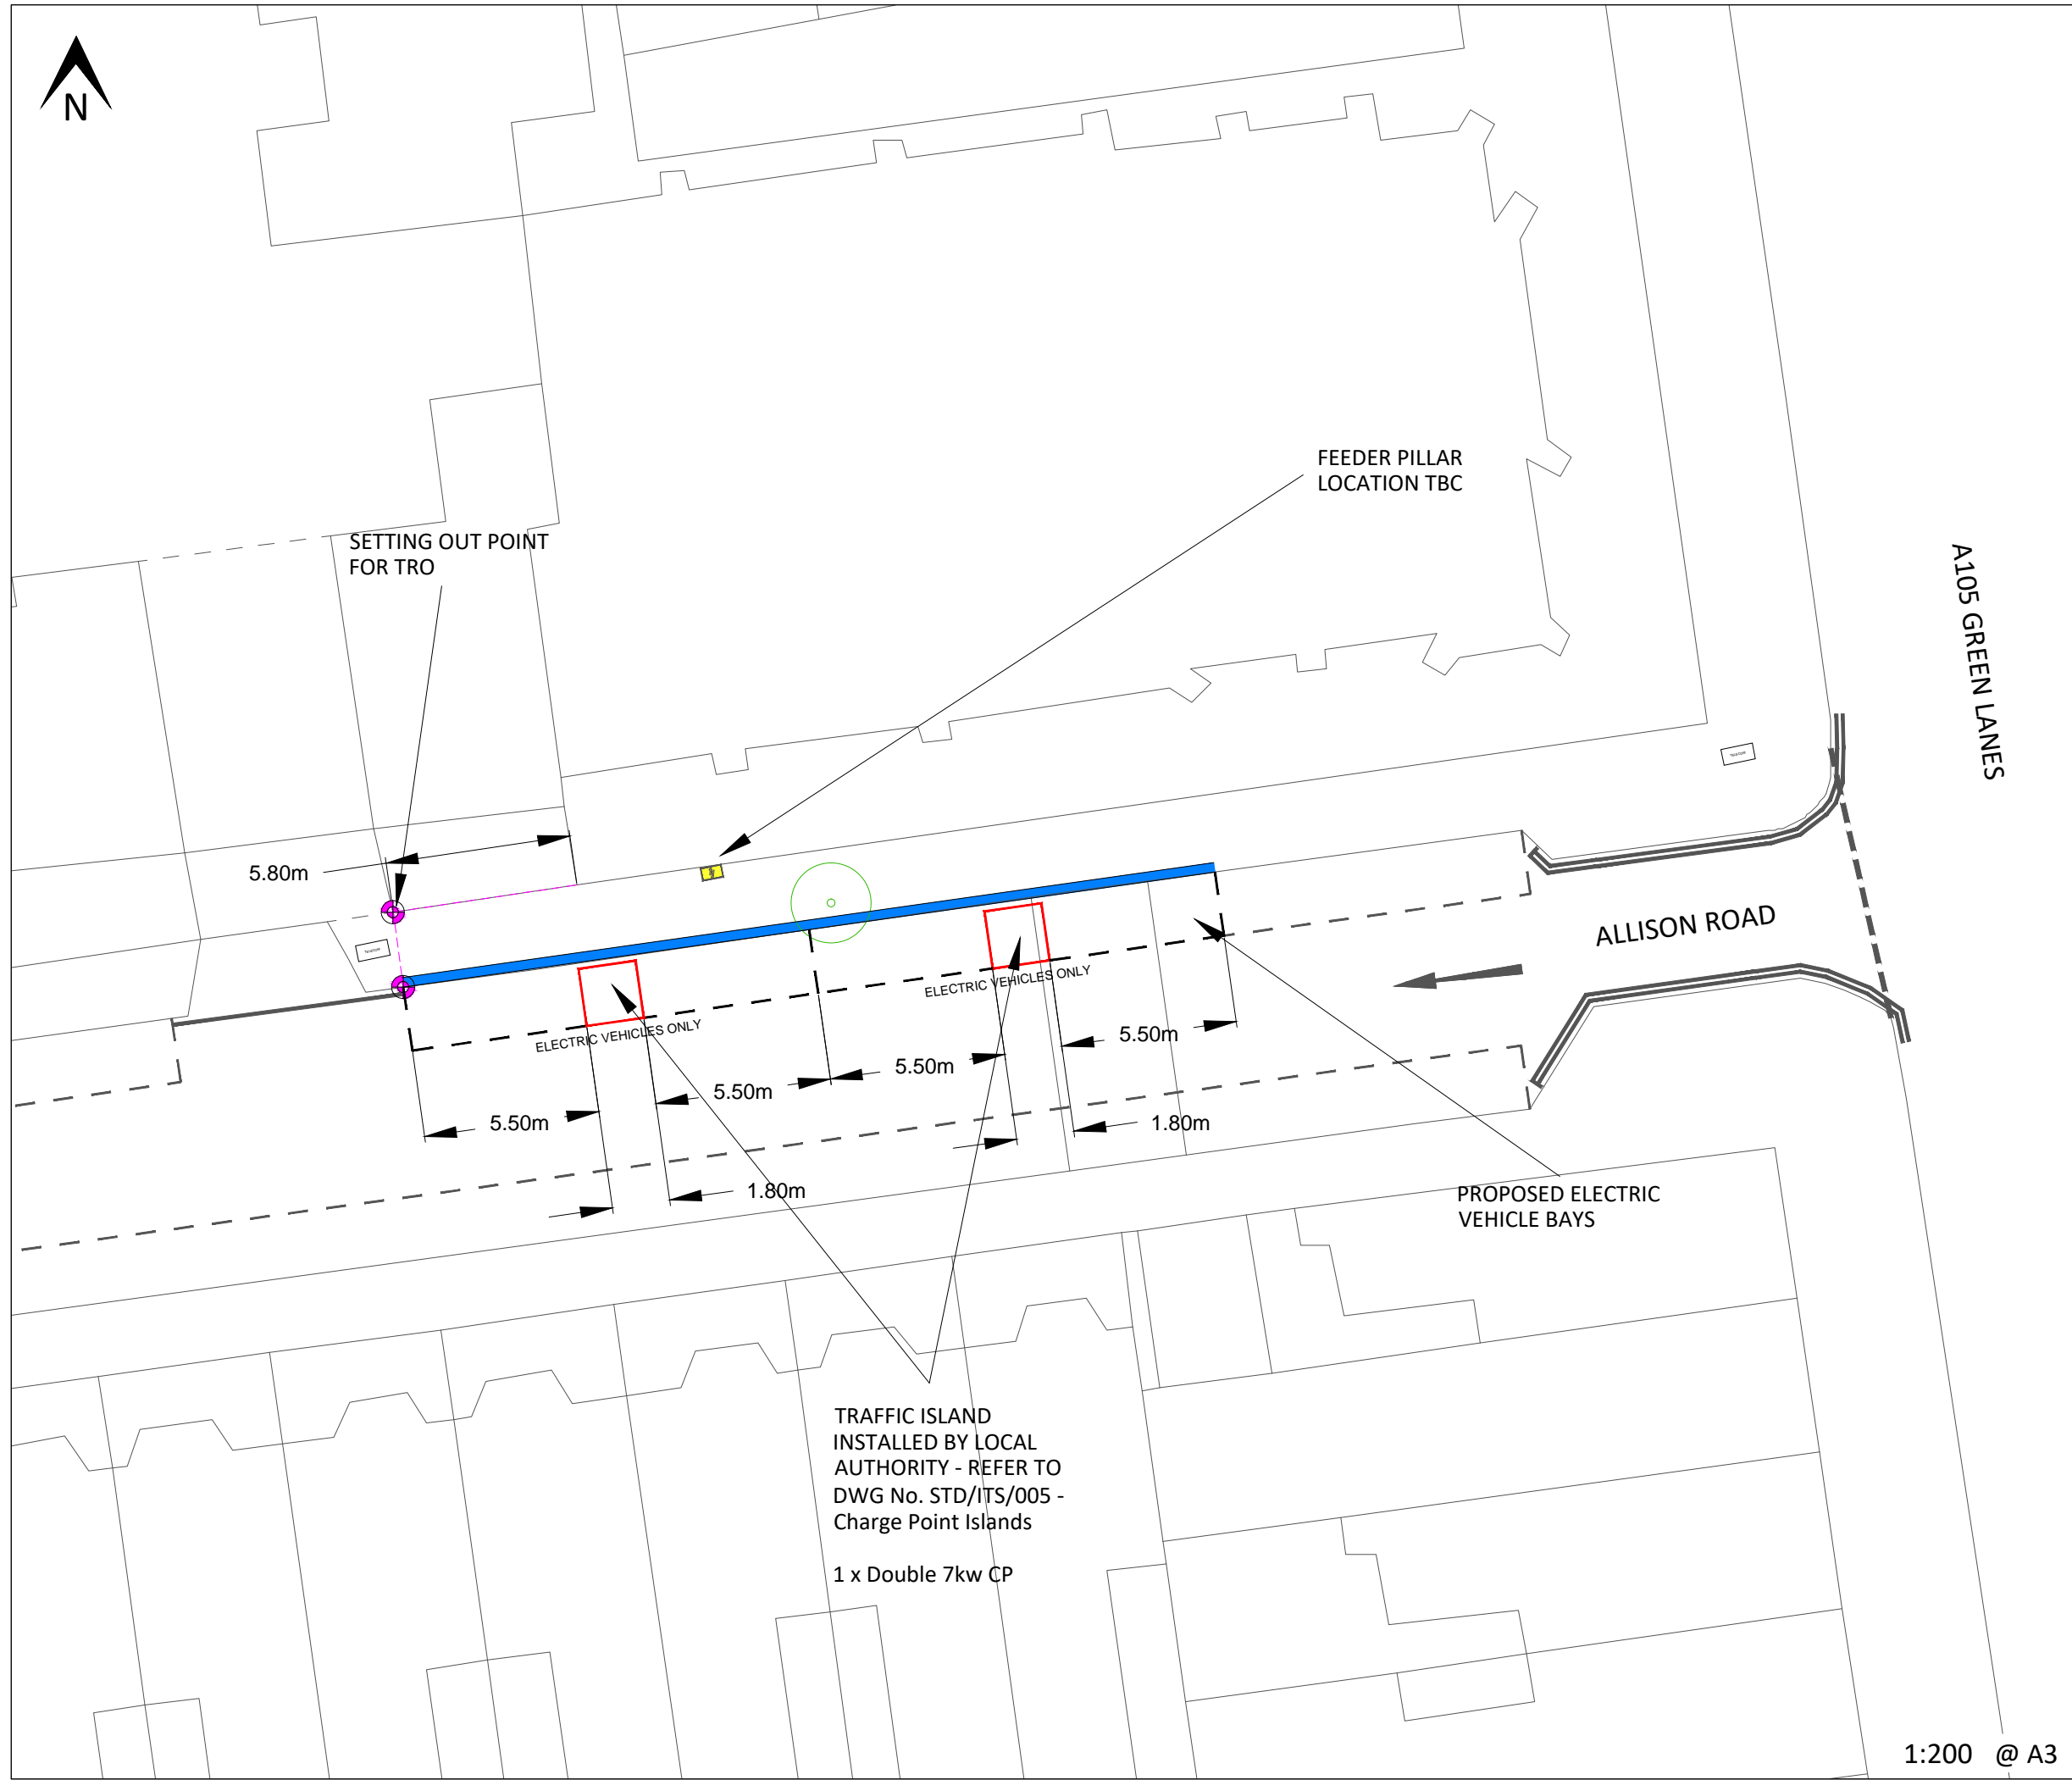 N
FEEDER PILLAR
LOCATION TBC
SETTING OUT POINT
FOR TRO
A105 GREEN LANES
5.80m
ALLISON ROAD
ELECTRIC VEHICLES ONLY
ELECTRIC VEHICLES ONLY
5.50m
5.50m
5.50m
5.50m
1.80m
1.80m
PROPOSED ELECTRIC
VEHICLE BAYS
TRAFFIC ISLAND
INSTALLED BY LOCAL
AUTHORITY - REFER TO
DWG No. STD/ITS/005 -
Charge Point Islands
1 x Double 7kw CP
1:200 @ A3